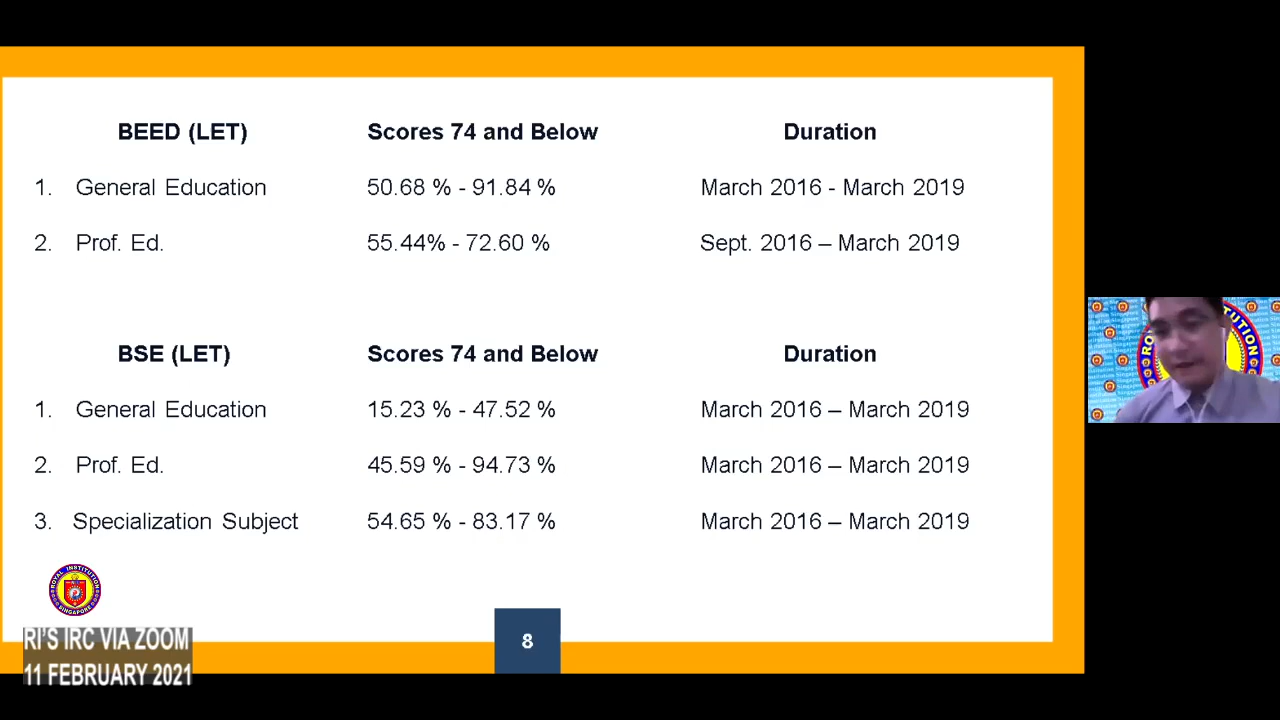 BEED (LET) Scores 74 and Below Duration
1. General Education 50.68 % - 91.84 % March 2016 - March 2019
2. Prof. Ed. 55.44% - 72.60 % Sept. 2016 – March 2019
BSE (LET) Scores 74 and Below Duration
1. General Education 15.23 % - 47.52 % March 2016 – March 2019
2. Prof. Ed. 45.59 % - 94.73 % March 2016 – March 2019
3. Specialization Subject 54.65 % - 83.17 % March 2016 – March 2019
ROYAL INSTITUTION
SINGAPORE
8
RI'S IRC VIA ZOOM
11 FEBRUARY 2021